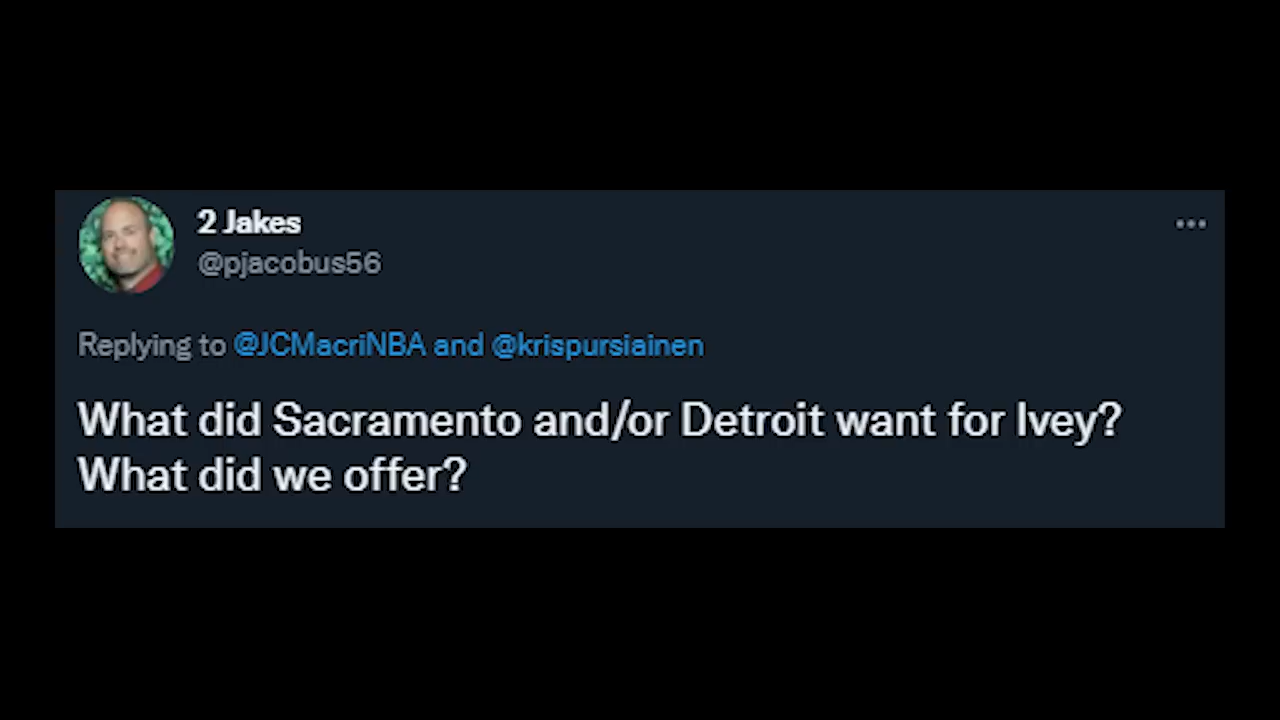 2 Jakes
@pjacobus56
Replying to @JCMacriNBA and @krispursiainen
What did Sacramento and/or Detroit want for Ivey?
What did we offer?